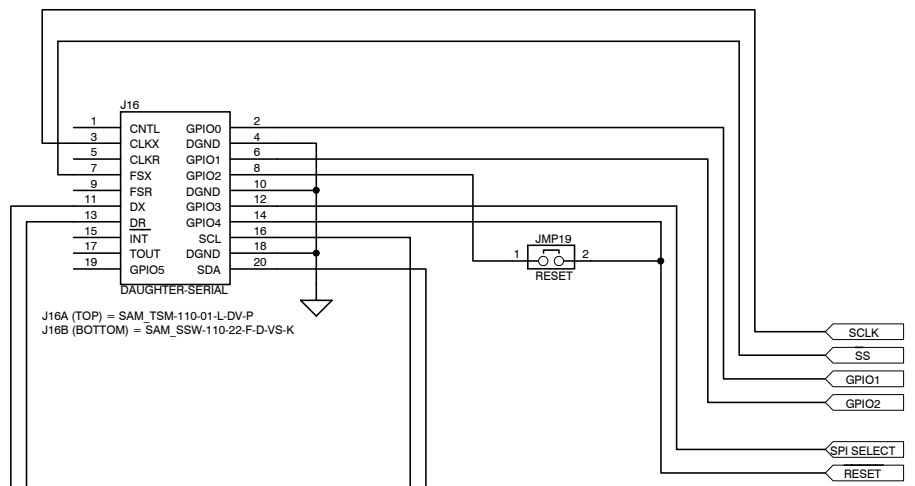 J16
1 CNTL GPIO0 2
3 CLKX DGND 4
5 CLKR GPIO1 6
7 FSX GPIO2 8
9 FSR DGND 10
11 DX GPIO3 12
13 DR GPIO4 14
15 INT SCL 16
17 TOUT DGND 18
19 GPIO5 SDA 20
DAUGHTER-SERIAL
J16A (TOP) = SAM_TSM-110-01-L-DV-P
J16B (BOTTOM) = SAM_SSW-110-22-F-D-VS-K
JMP19
1 2
RESET
SCLK
SS
GPIO1
GPIO2
SPI SELECT
RESET